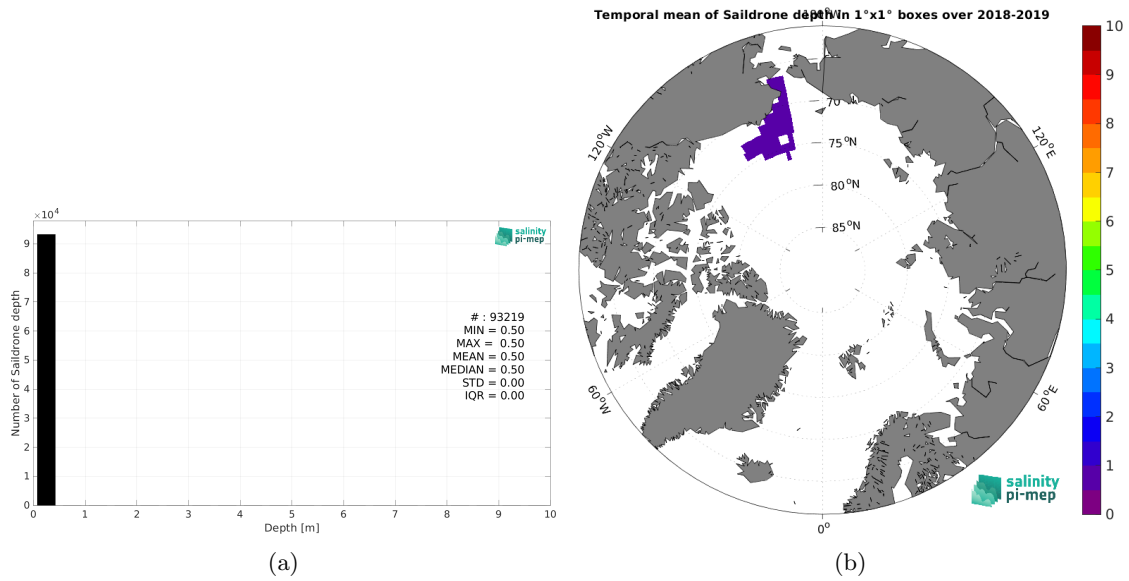 ×10⁴
9
8
7
6
5
4
3
2
1
0
Number of Saildrone depth
salinity
pi-mep
# : 93219
MIN = 0.50
MAX = 0.50
MEAN = 0.50
MEDIAN = 0.50
STD = 0.00
IQR = 0.00
0 1 2 3 4 5 6 7 8 9 10
Depth [m]
(a)
Temporal mean of Saildrone depth in 1°x1° boxes over 2018-2019
180°W
120°W
120°E
70°N
75°N
80°N
85°N
60°W
60°E
0°
salinity
pi-mep
10
9
8
7
6
5
4
3
2
1
0
(b)